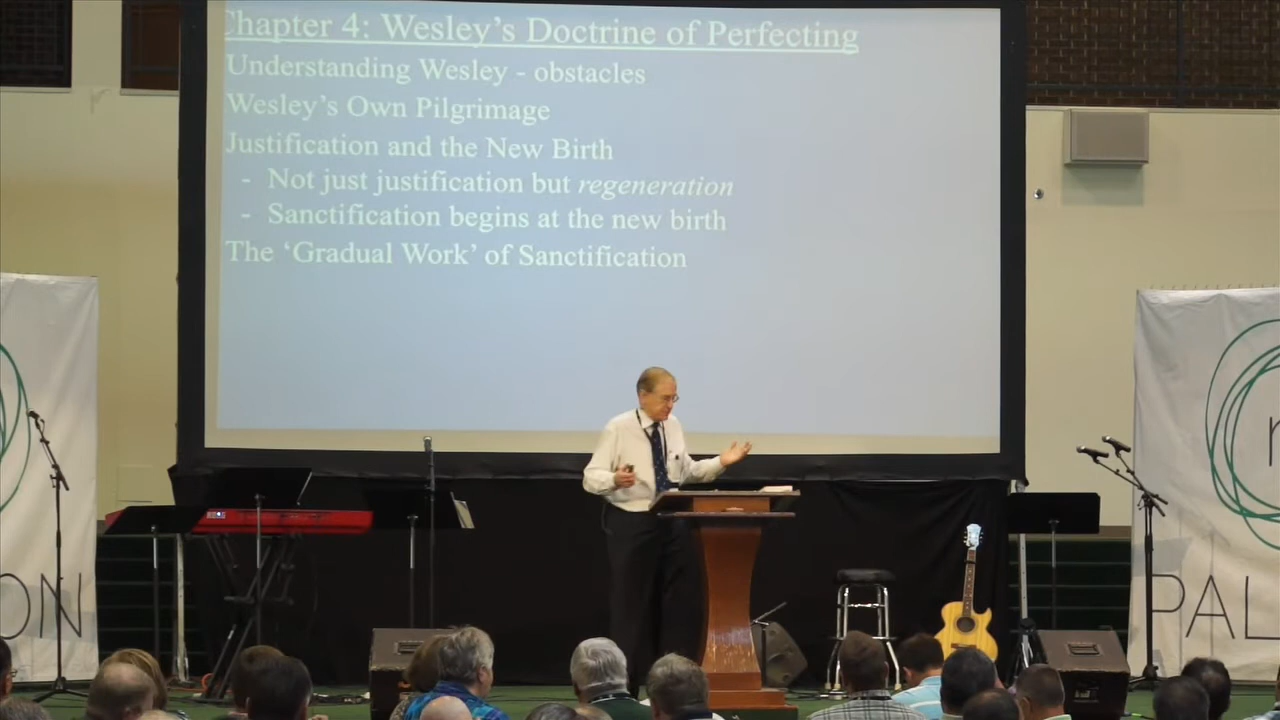 Chapter 4: Wesley's Doctrine of Perfecting
Understanding Wesley - obstacles
Wesley's Own Pilgrimage
Justification and the New Birth
- Not just justification but regeneration
- Sanctification begins at the new birth
The 'Gradual Work' of Sanctification
ON
PAL